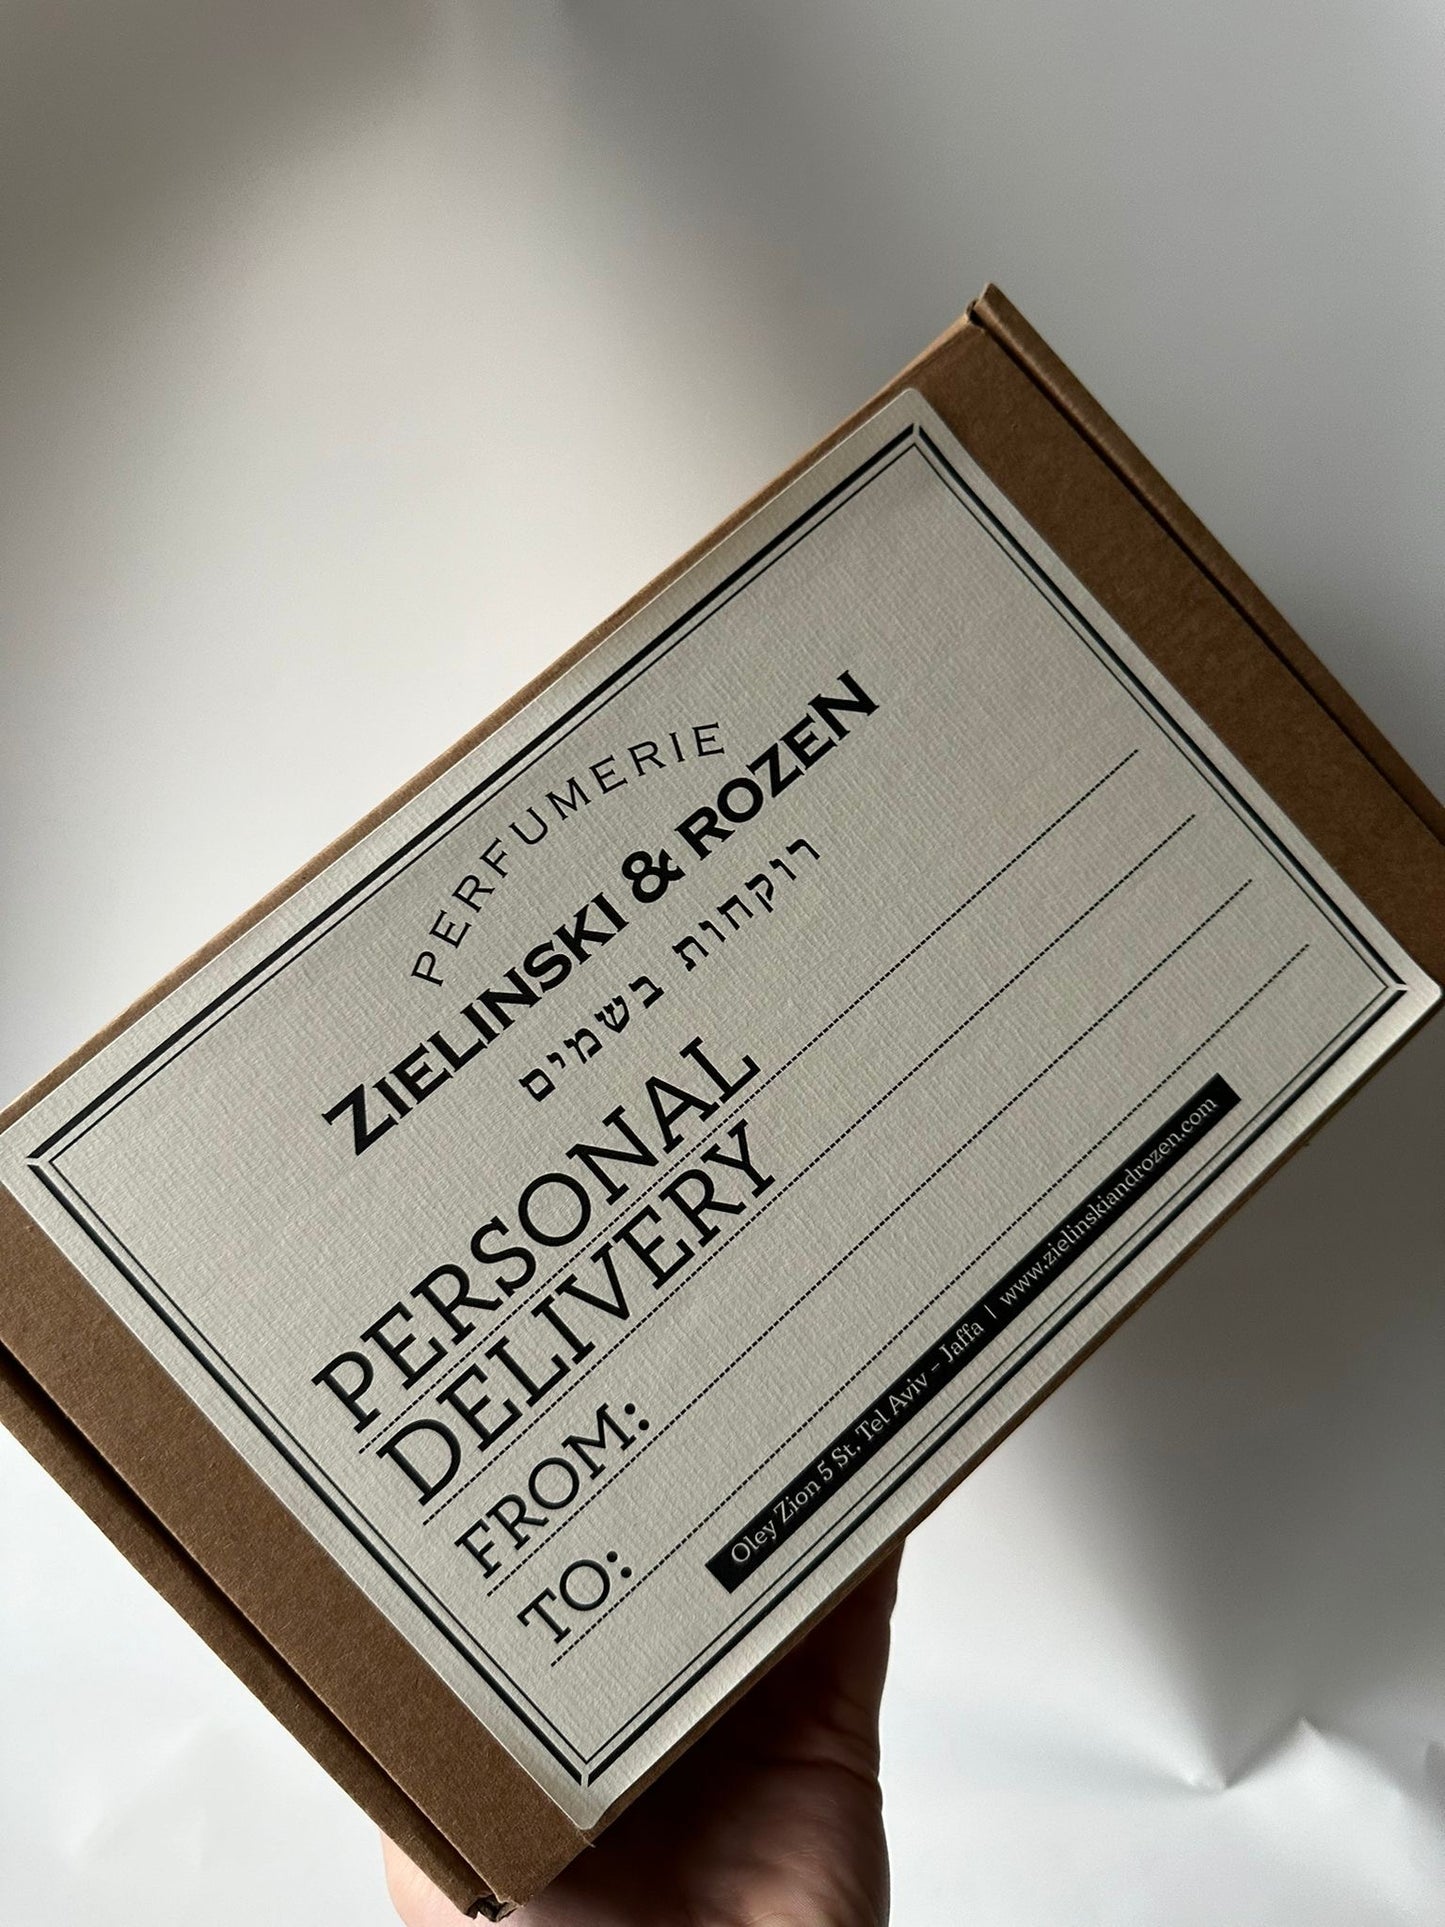 PERFUMERIE
ZIELINSKI & ROZEN
רוקחות בשמים
PERSONAL
DELIVERY
FROM:
TO:
Oley Zion 5 St. Tel Aviv - Jaffa | www.zielinskiandrozen.com